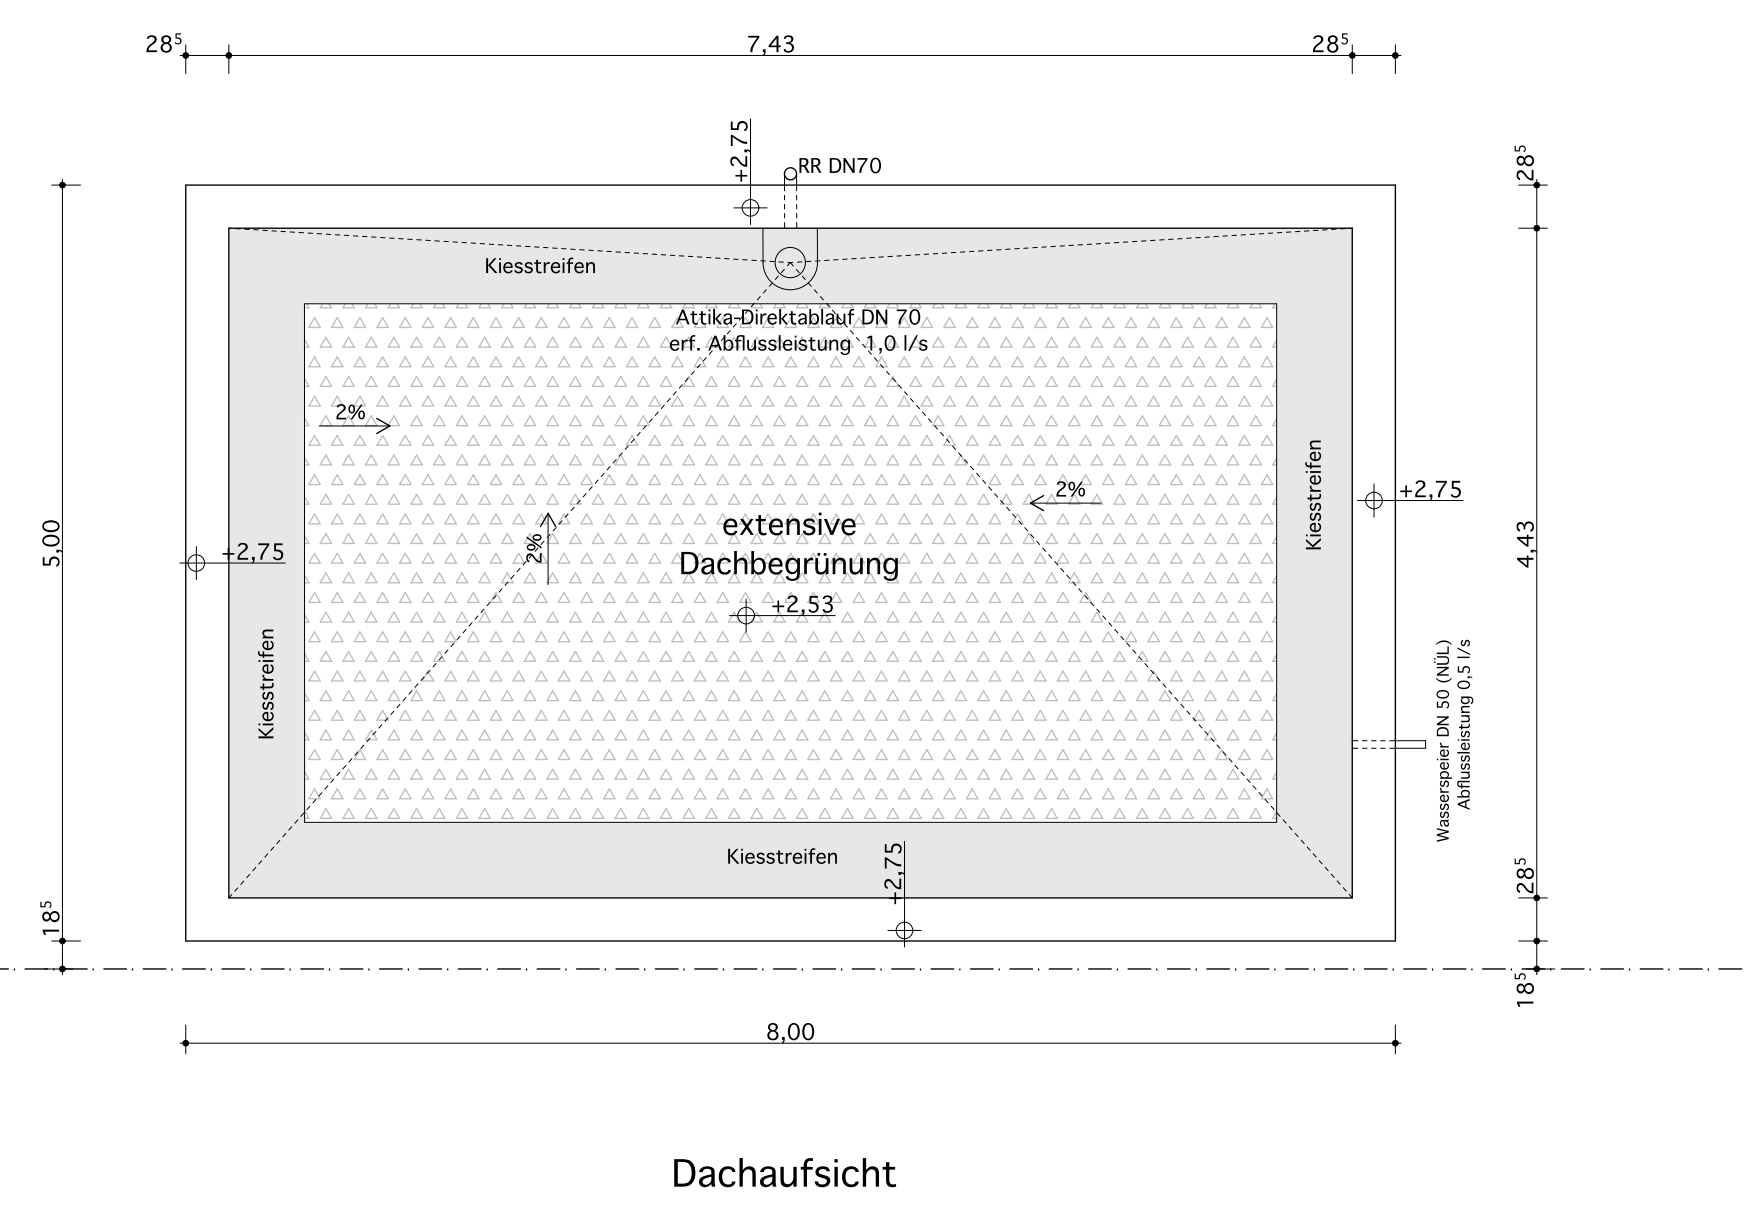 28⁵
7,43
28⁵
+2,75
RR DN70
28⁵
Kiesstreifen
Attika-Direktablauf DN 70
erf. Abflussleistung 1,0 l/s
2%
2%
Kiesstreifen
+2,75
5,00
extensive
Dachbegrünung
2%
+2,75
4,43
+2,53
Kiesstreifen
Wasserspeier DN 50 (NÜL)
Abflussleistung 0,5 l/s
Kiesstreifen
+2,75
28⁵
18⁵
18⁵
8,00
Dachaufsicht